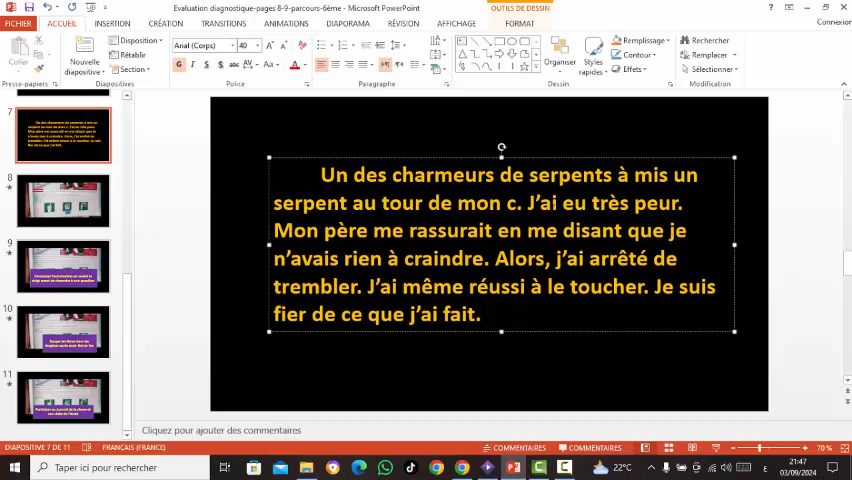 Evaluation diagnostique-pages 8-9-parcours-6ème - PowerPoint
OUTILS DE DESSIN
FICHIER ACCUEIL INSERTION CRÉATION TRANSITIONS ANIMATIONS DIAPORAMA RÉVISION AFFICHAGE FORMAT
Connexion
Coller
Nouvelle diapositive
Disposition
Rétablir
Section
Arial (Corps) 40
Organiser
Styles rapides
Remplissage
Contour
Effets
Rechercher
Remplacer
Sélectionner
Presse-papiers Diapositives Police Paragraphe Dessin Modification
7
8
9
10
11
Un des charmeurs de serpents à mis un
serpent au tour de mon c. J'ai eu très peur.
Mon père me rassurait en me disant que je
n'avais rien à craindre. Alors, j'ai arrêté de
trembler. J'ai même réussi à le toucher. Je suis
fier de ce que j'ai fait.
Cliquez pour ajouter des commentaires
DIAPOSITIVE 7 DE 11 FRANÇAIS (FRANCE) COMMENTAIRES COMMENTAIRES 70 %
Taper ici pour rechercher
22°C
21:47
03/09/2024